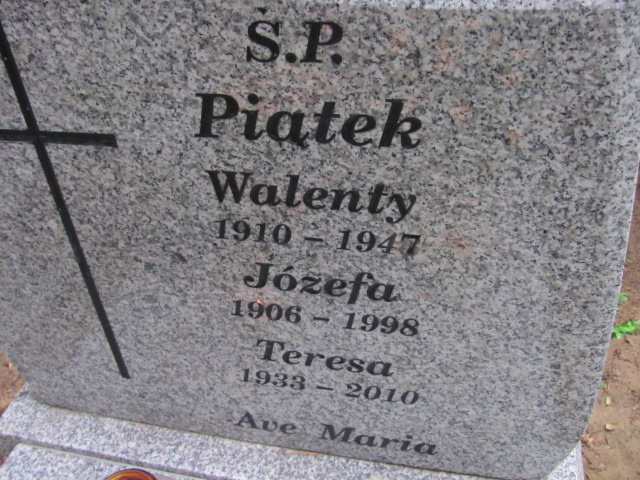 Ś.P.
Piątek
Walenty
1910 – 1947
Józefa
1906 – 1998
Teresa
1933 – 2010
Ave Maria